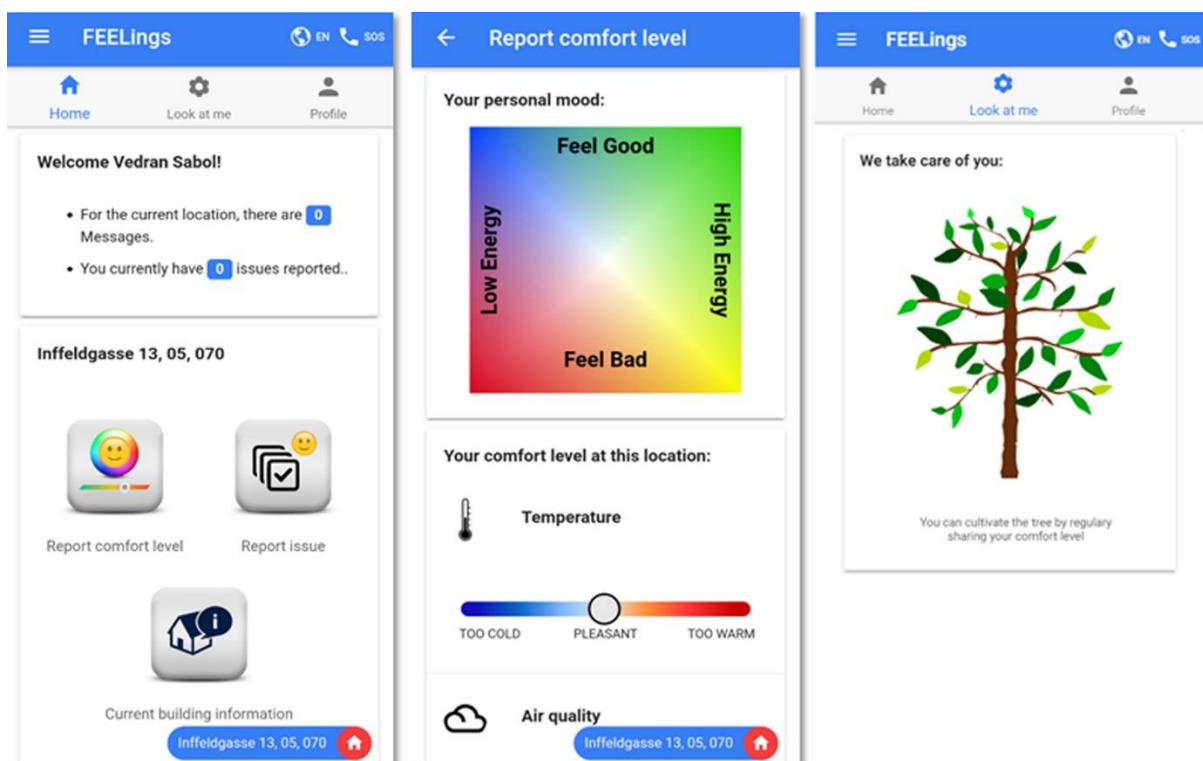 FEELings EN SOS
Home Look at me Profile
Welcome Vedran Sabol!
• For the current location, there are 0
Messages.
• You currently have 0 issues reported..
Inffeldgasse 13, 05, 070
Report comfort level Report issue
i
Current building information
Inffeldgasse 13, 05, 070
Report comfort level
Your personal mood:
Feel Good
Low Energy
High Energy
Feel Bad
Your comfort level at this location:
Temperature
TOO COLD PLEASANT TOO WARM
Air quality
Inffeldgasse 13, 05, 070
FEELings EN SOS
Home Look at me Profile
We take care of you:
You can cultivate the tree by regulary
sharing your comfort level